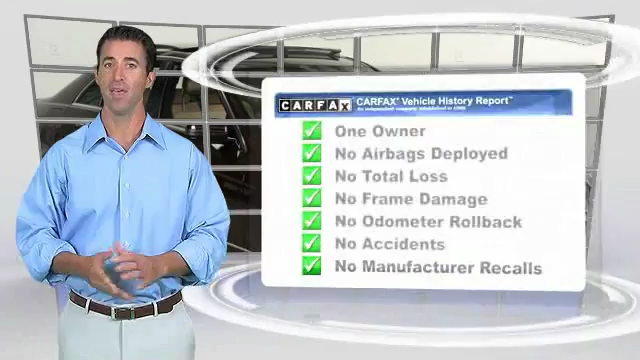 CARFAX CARFAX Vehicle History Report™
One Owner
No Airbags Deployed
No Total Loss
No Frame Damage
No Odometer Rollback
No Accidents
No Manufacturer Recalls